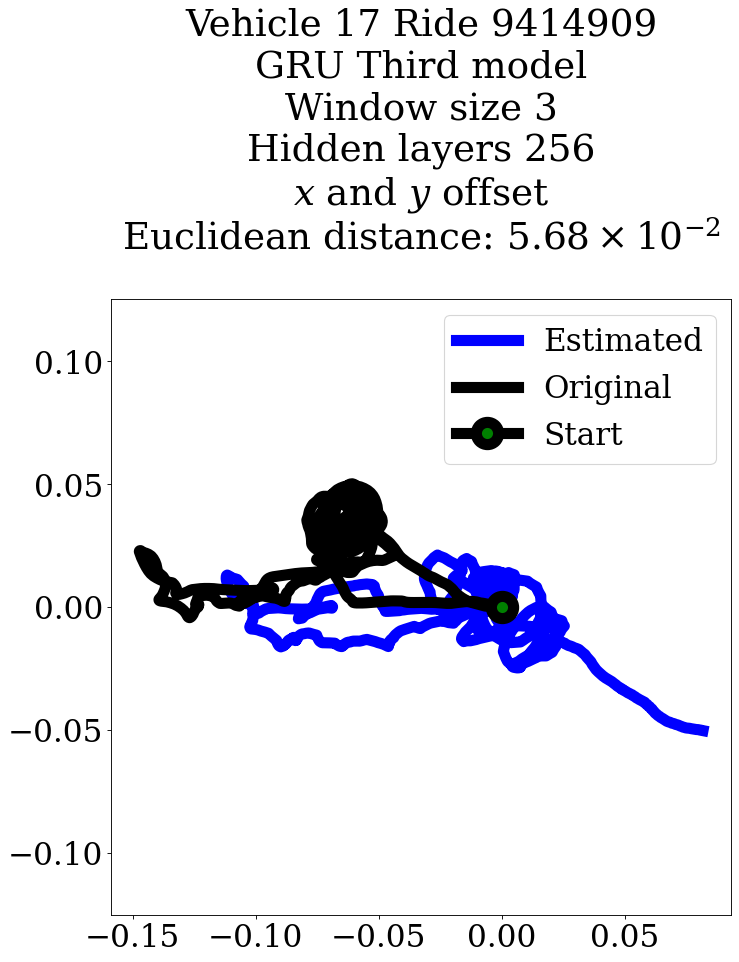 Vehicle 17 Ride 9414909
GRU Third model
Window size 3
Hidden layers 256
x and y offset
Euclidean distance: 5.68 × 10⁻²
Estimated
Original
Start
0.10
0.05
0.00
−0.05
−0.10
−0.15 −0.10 −0.05 0.00 0.05